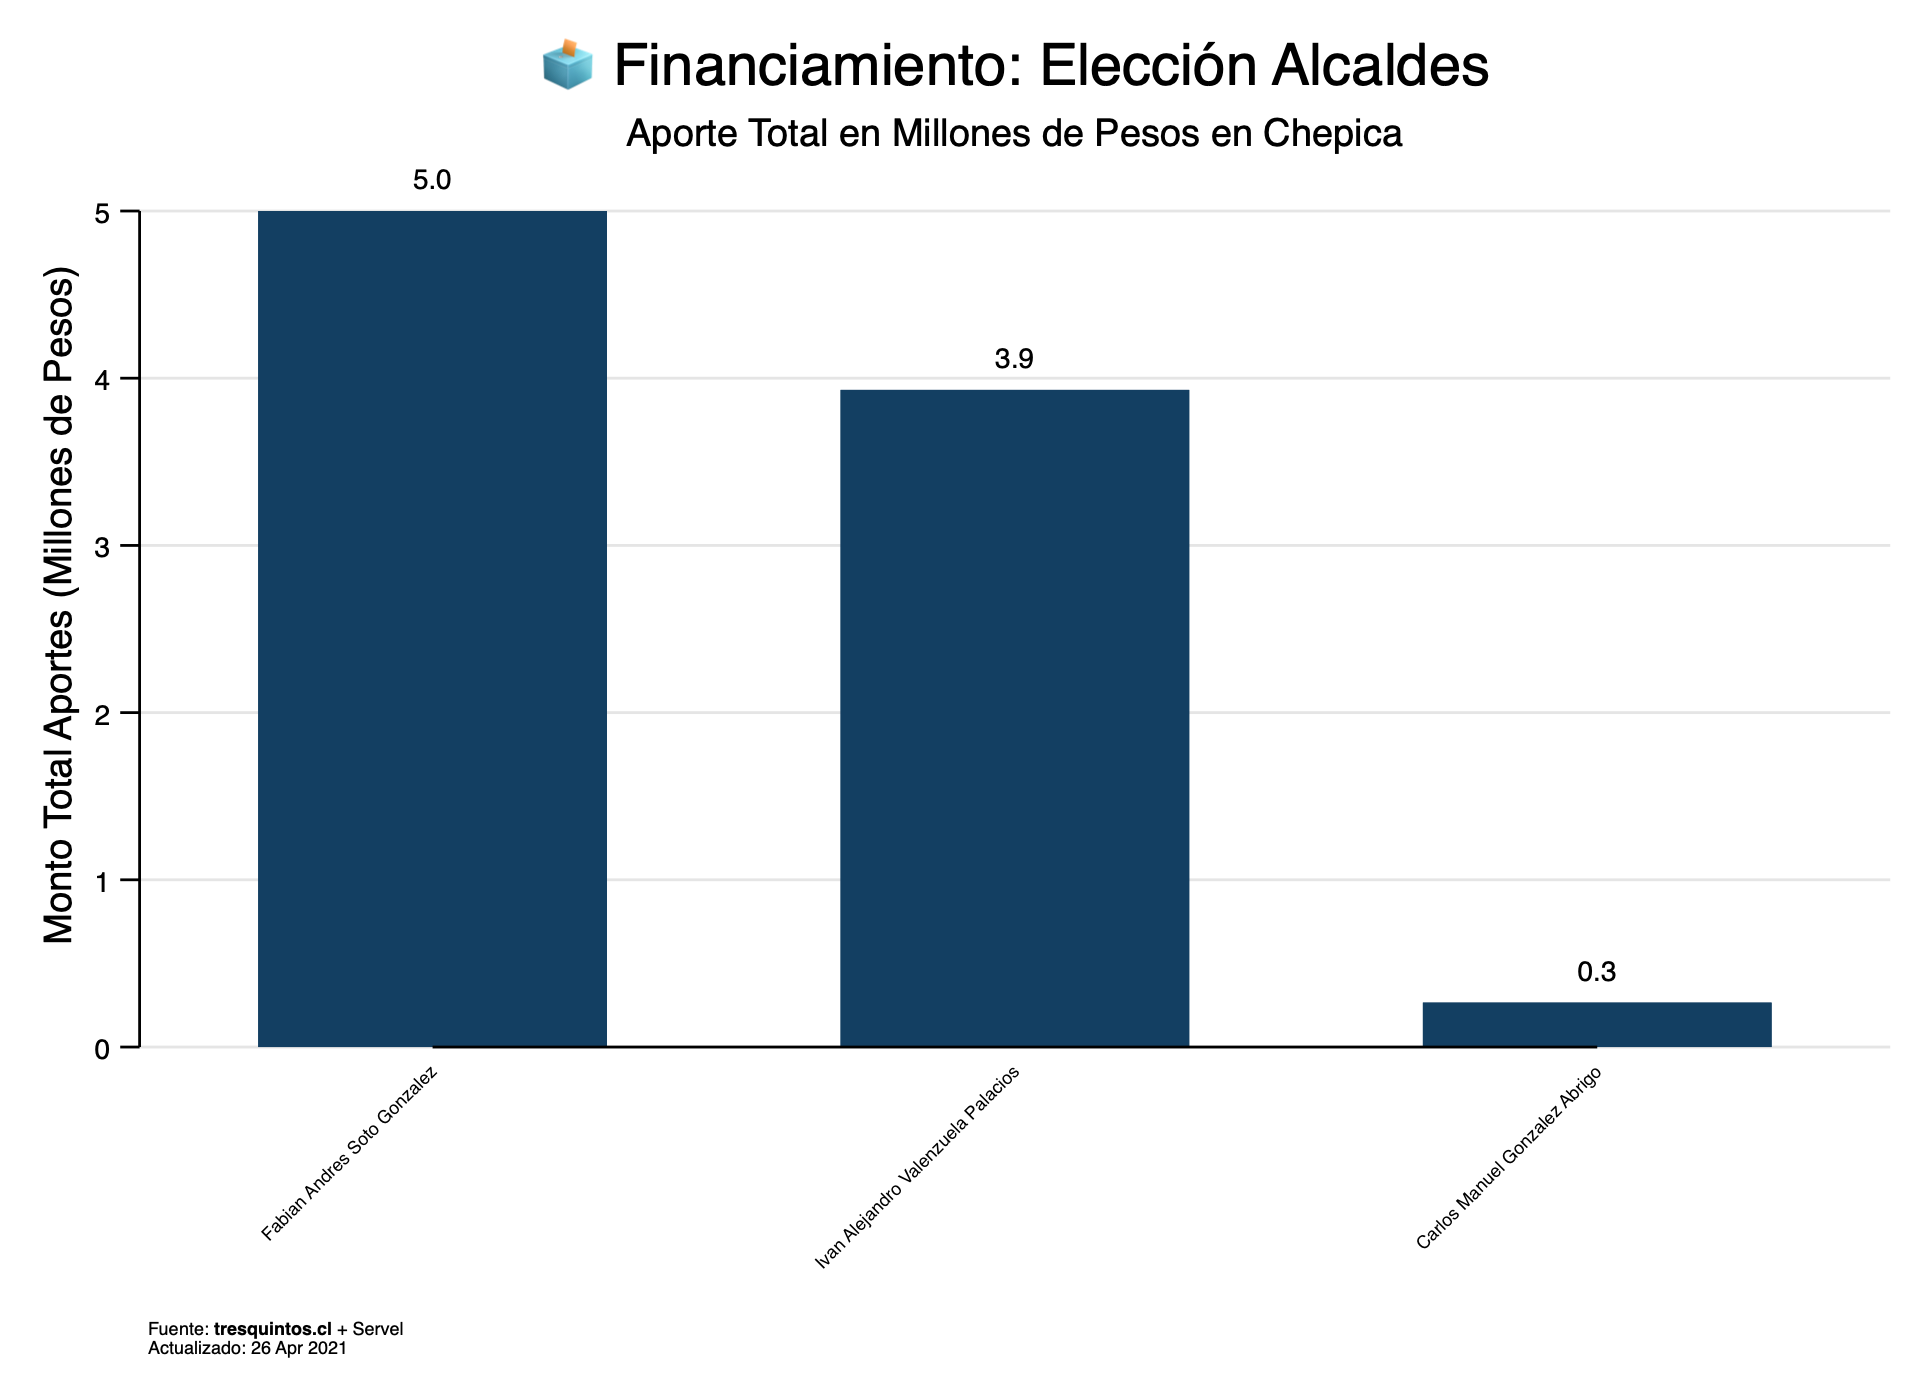 Financiamiento: Elección Alcaldes
Aporte Total en Millones de Pesos en Chepica
Monto Total Aportes (Millones de Pesos)
5
4
3
2
1
0
5.0
3.9
0.3
Fabian Andres Soto Gonzalez
Ivan Alejandro Valenzuela Palacios
Carlos Manuel Gonzalez Abrigo
Fuente: tresquintos.cl + Servel
Actualizado: 26 Apr 2021